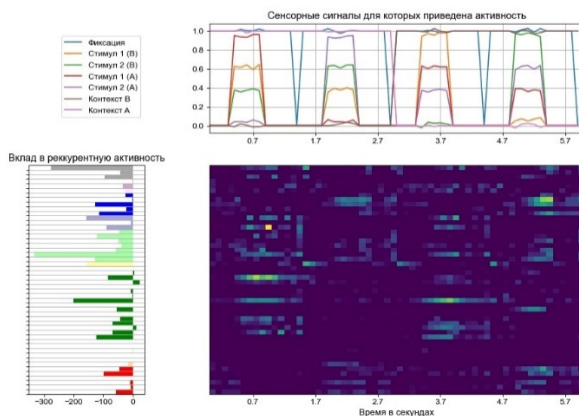 Сенсорные сигналы для которых приведена активность
Фиксация
Стимул 1 (B)
Стимул 2 (B)
Стимул 1 (A)
Стимул 2 (A)
Контекст B
Контекст A
1.0
0.8
0.6
0.4
0.2
0.0
0.7 1.7 2.7 3.7 4.7 5.7
Вклад в реккурентную активность
−300 −200 −100 0
0.7 1.7 2.7 3.7 4.7 5.7
Время в секундах